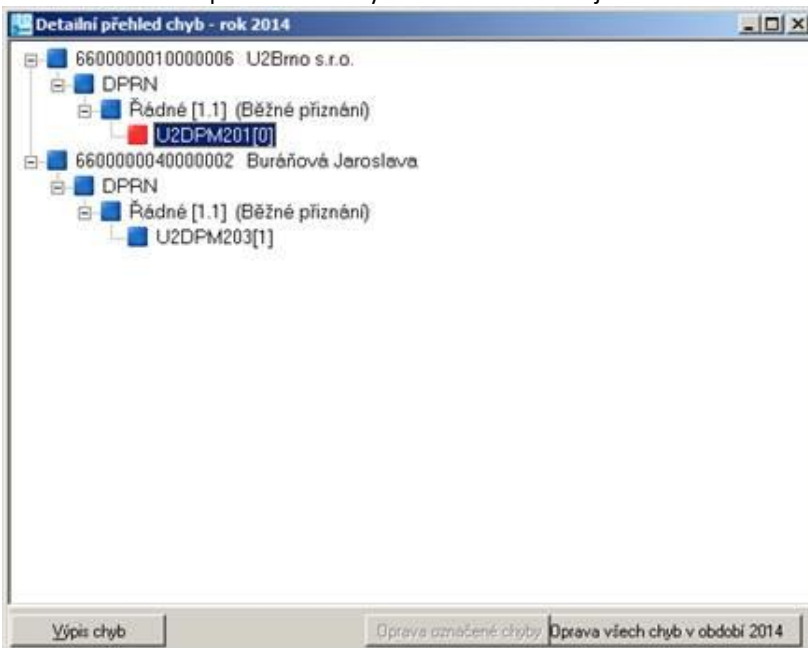 Detailní přehled chyb - rok 2014
6600000010000006 U2Brno s.r.o.
DPRN
Řádné [1.1] (Běžné přiznání)
U2DPM201[0]
6600000040000002 Buráňová Jaroslava
DPRN
Řádné [1.1] (Běžné přiznání)
U2DPM203[1]
Výpis chyb
Oprava označené chyby
Oprava všech chyb v období 2014